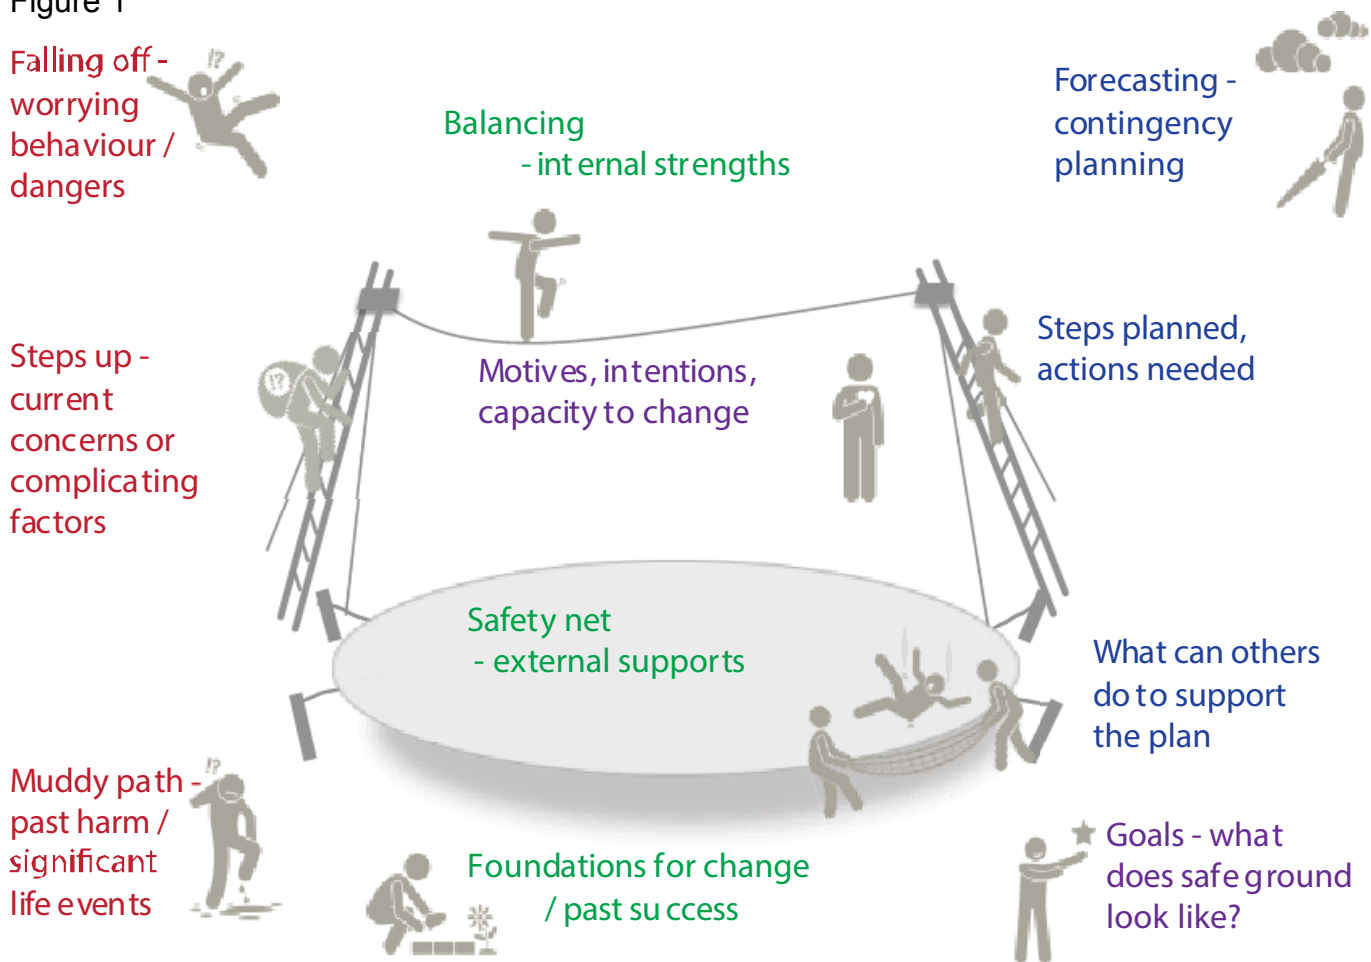 Figure 1
Falling off -
worrying
behaviour /
dangers
!?
Balancing
- internal strengths
Forecasting -
contingency
planning
Steps up -
current
concerns or
complicating
factors
!?
Motives, intentions,
capacity to change
Steps planned,
actions needed
Safety net
- external supports
What can others
do to support
the plan
Muddy path -
past harm /
significant
life events
!?
Foundations for change
/ past success
Goals - what
does safe ground
look like?